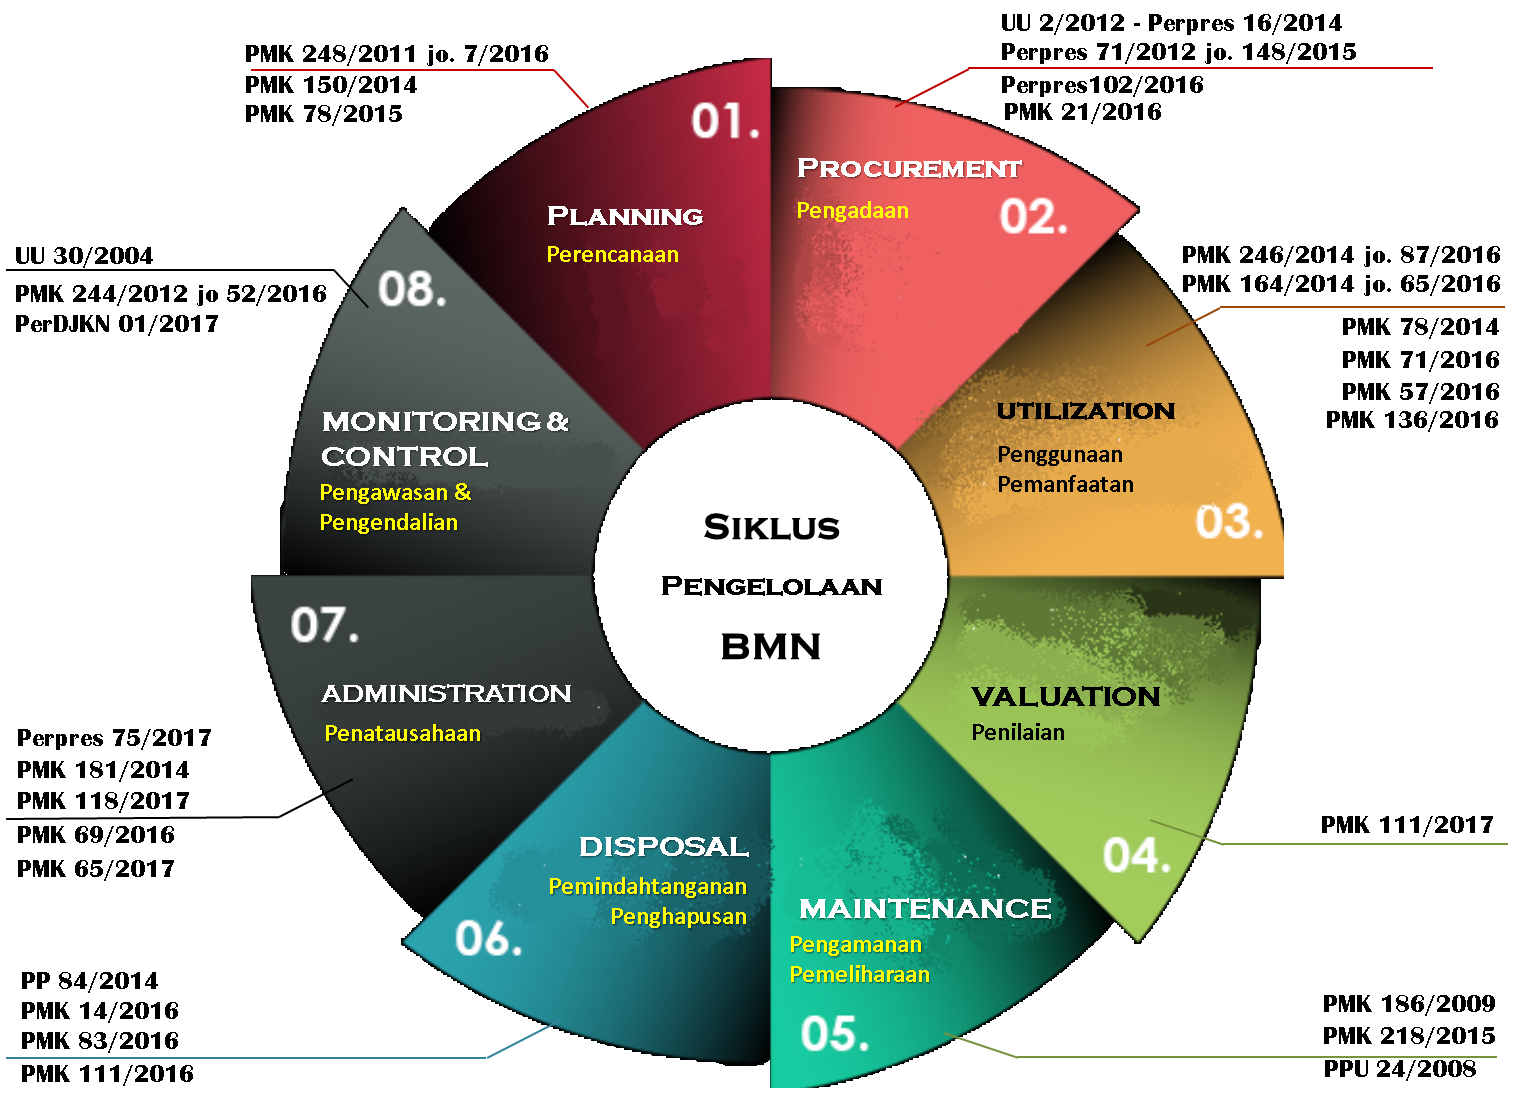 PMK 248/2011 jo. 7/2016
PMK 150/2014
PMK 78/2015
01.
PLANNING
Perencanaan
UU 2/2012 - Perpres 16/2014
Perpres 71/2012 jo. 148/2015
Perpres102/2016
PMK 21/2016
PROCUREMENT
Pengadaan
02.
PMK 246/2014 jo. 87/2016
PMK 164/2014 jo. 65/2016
PMK 78/2014
PMK 71/2016
PMK 57/2016
PMK 136/2016
UTILIZATION
Penggunaan
Pemanfaatan
03.
VALUATION
Penilaian
04.
PMK 111/2017
MAINTENANCE
Pengamanan
Pemeliharaan
05.
PMK 186/2009
PMK 218/2015
PPU 24/2008
DISPOSAL
Pemindahtanganan
Penghapusan
06.
PP 84/2014
PMK 14/2016
PMK 83/2016
PMK 111/2016
07.
ADMINISTRATION
Penatausahaan
Perpres 75/2017
PMK 181/2014
PMK 118/2017
PMK 69/2016
PMK 65/2017
08.
MONITORING &
CONTROL
Pengawasan &
Pengendalian
UU 30/2004
PMK 244/2012 jo 52/2016
PerDJKN 01/2017
SIKLUS
PENGELOLAAN
BMN